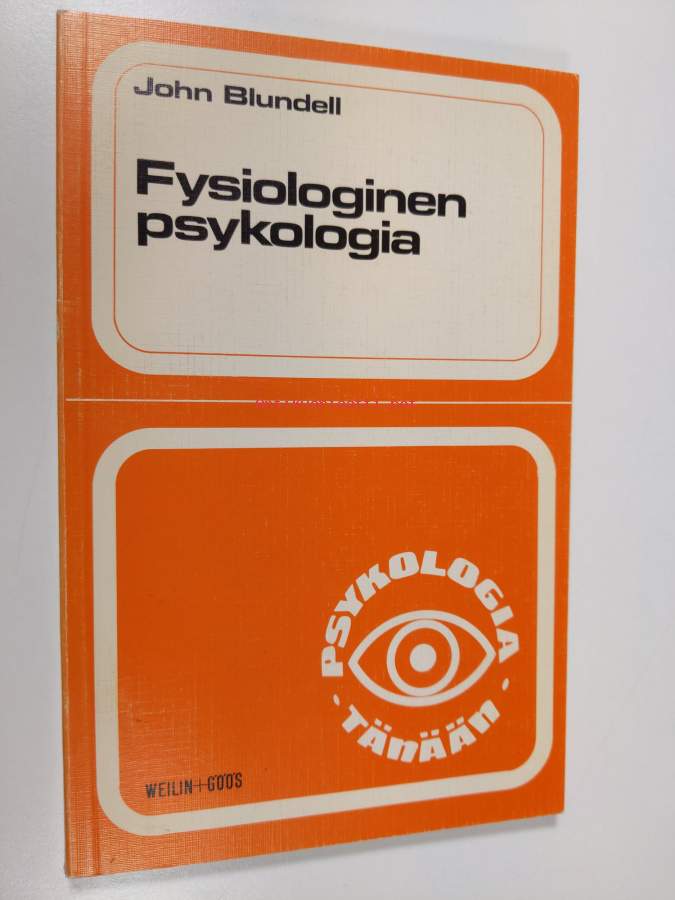 John Blundell
Fysiologinen
psykologia
PSYKOLOGIA
TÄNÄÄN
WEILIN+GÖÖS